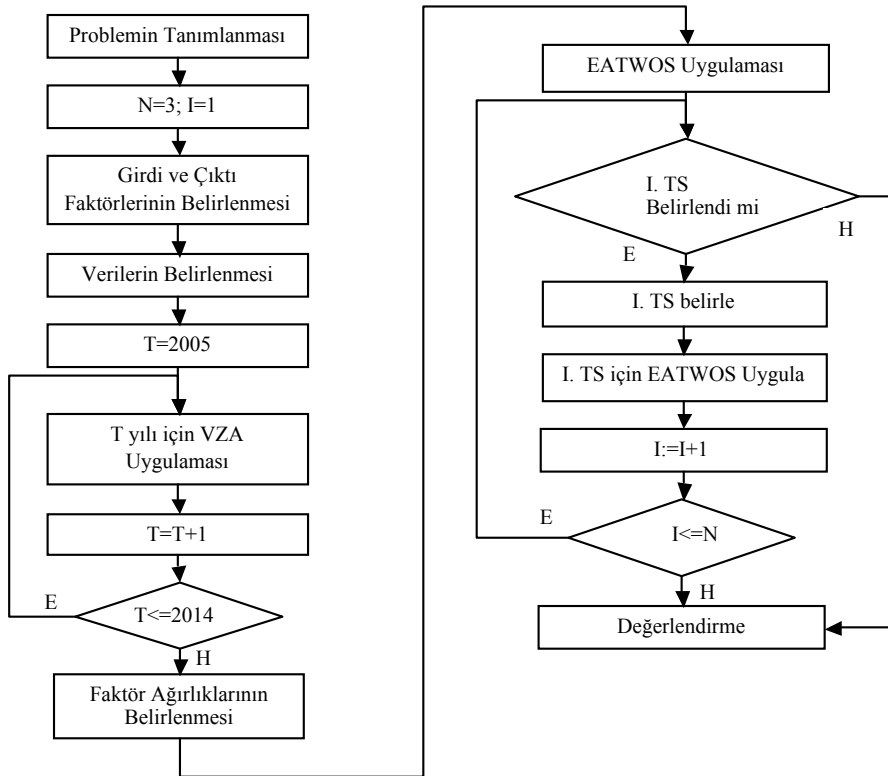 Problemin Tanımlanması
N=3; I=1
Girdi ve Çıktı
Faktörlerinin Belirlenmesi
Verilerin Belirlenmesi
T=2005
T yılı için VZA
Uygulaması
T=T+1
E
T<=2014
H
Faktör Ağırlıklarının
Belirlenmesi
EATWOS Uygulaması
I. TS
Belirlendi mi
H
E
I. TS belirle
I. TS için EATWOS Uygula
I:=I+1
E
I<=N
H
Değerlendirme